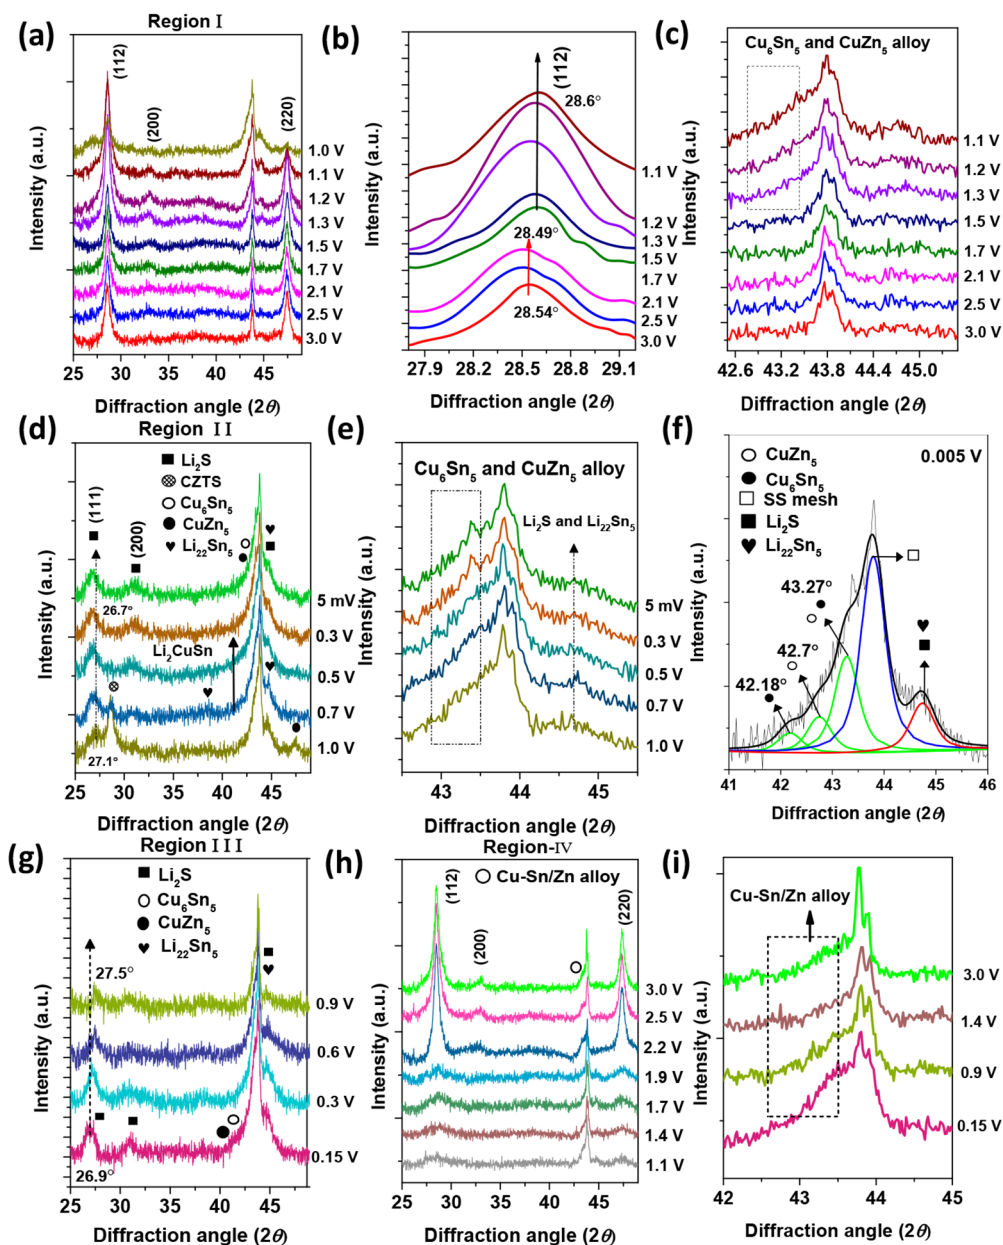 (a)
Region I
(112)
(200)
(220)
1.0 V
1.1 V
1.2 V
1.3 V
1.5 V
1.7 V
2.1 V
2.5 V
3.0 V
Intensity (a.u.)
25 30 35 40 45
Diffraction angle (2θ)
(b)
(112)
28.6°
1.1 V
1.2 V
28.49°
1.3 V
1.5 V
1.7 V
2.1 V
28.54°
2.5 V
3.0 V
Intensity (a.u.)
27.9 28.2 28.5 28.8 29.1
Diffraction angle (2θ)
(c)
Cu6Sn5 and CuZn5 alloy
1.1 V
1.2 V
1.3 V
1.5 V
1.7 V
2.1 V
2.5 V
3.0 V
Intensity (a.u.)
42.6 43.2 43.8 44.4 45.0
Diffraction angle (2θ)
(d)
Region II
Li2S
CZTS
Cu6Sn5
CuZn5
Li22Sn5
(111)
(200)
5 mV
26.7°
0.3 V
Li2CuSn
0.5 V
0.7 V
1.0 V
27.1°
Intensity (a.u.)
25 30 35 40 45
Diffraction angle (2θ)
(e)
Cu6Sn5 and CuZn5 alloy
Li2S and Li22Sn5
5 mV
0.3 V
0.5 V
0.7 V
1.0 V
Intensity (a.u.)
43 44 45
Diffraction angle (2θ)
(f)
0.005 V
CuZn5
Cu6Sn5
SS mesh
Li2S
Li22Sn5
43.27°
42.7°
42.18°
Intensity (a.u.)
41 42 43 44 45 46
Diffraction angle (2θ)
(g)
Region III
Li2S
Cu6Sn5
CuZn5
Li22Sn5
27.5°
0.9 V
0.6 V
0.3 V
0.15 V
26.9°
Intensity (a.u.)
25 30 35 40 45
Diffraction angle (2θ)
(h)
Region-IV
Cu-Sn/Zn alloy
(112)
(200)
(220)
3.0 V
2.5 V
2.2 V
1.9 V
1.7 V
1.4 V
1.1 V
Intensity (a.u.)
25 30 35 40 45
Diffraction angle (2θ)
(i)
Cu-Sn/Zn alloy
3.0 V
1.4 V
0.9 V
0.15 V
Intensity (a.u.)
42 43 44 45
Diffraction angle (2θ)